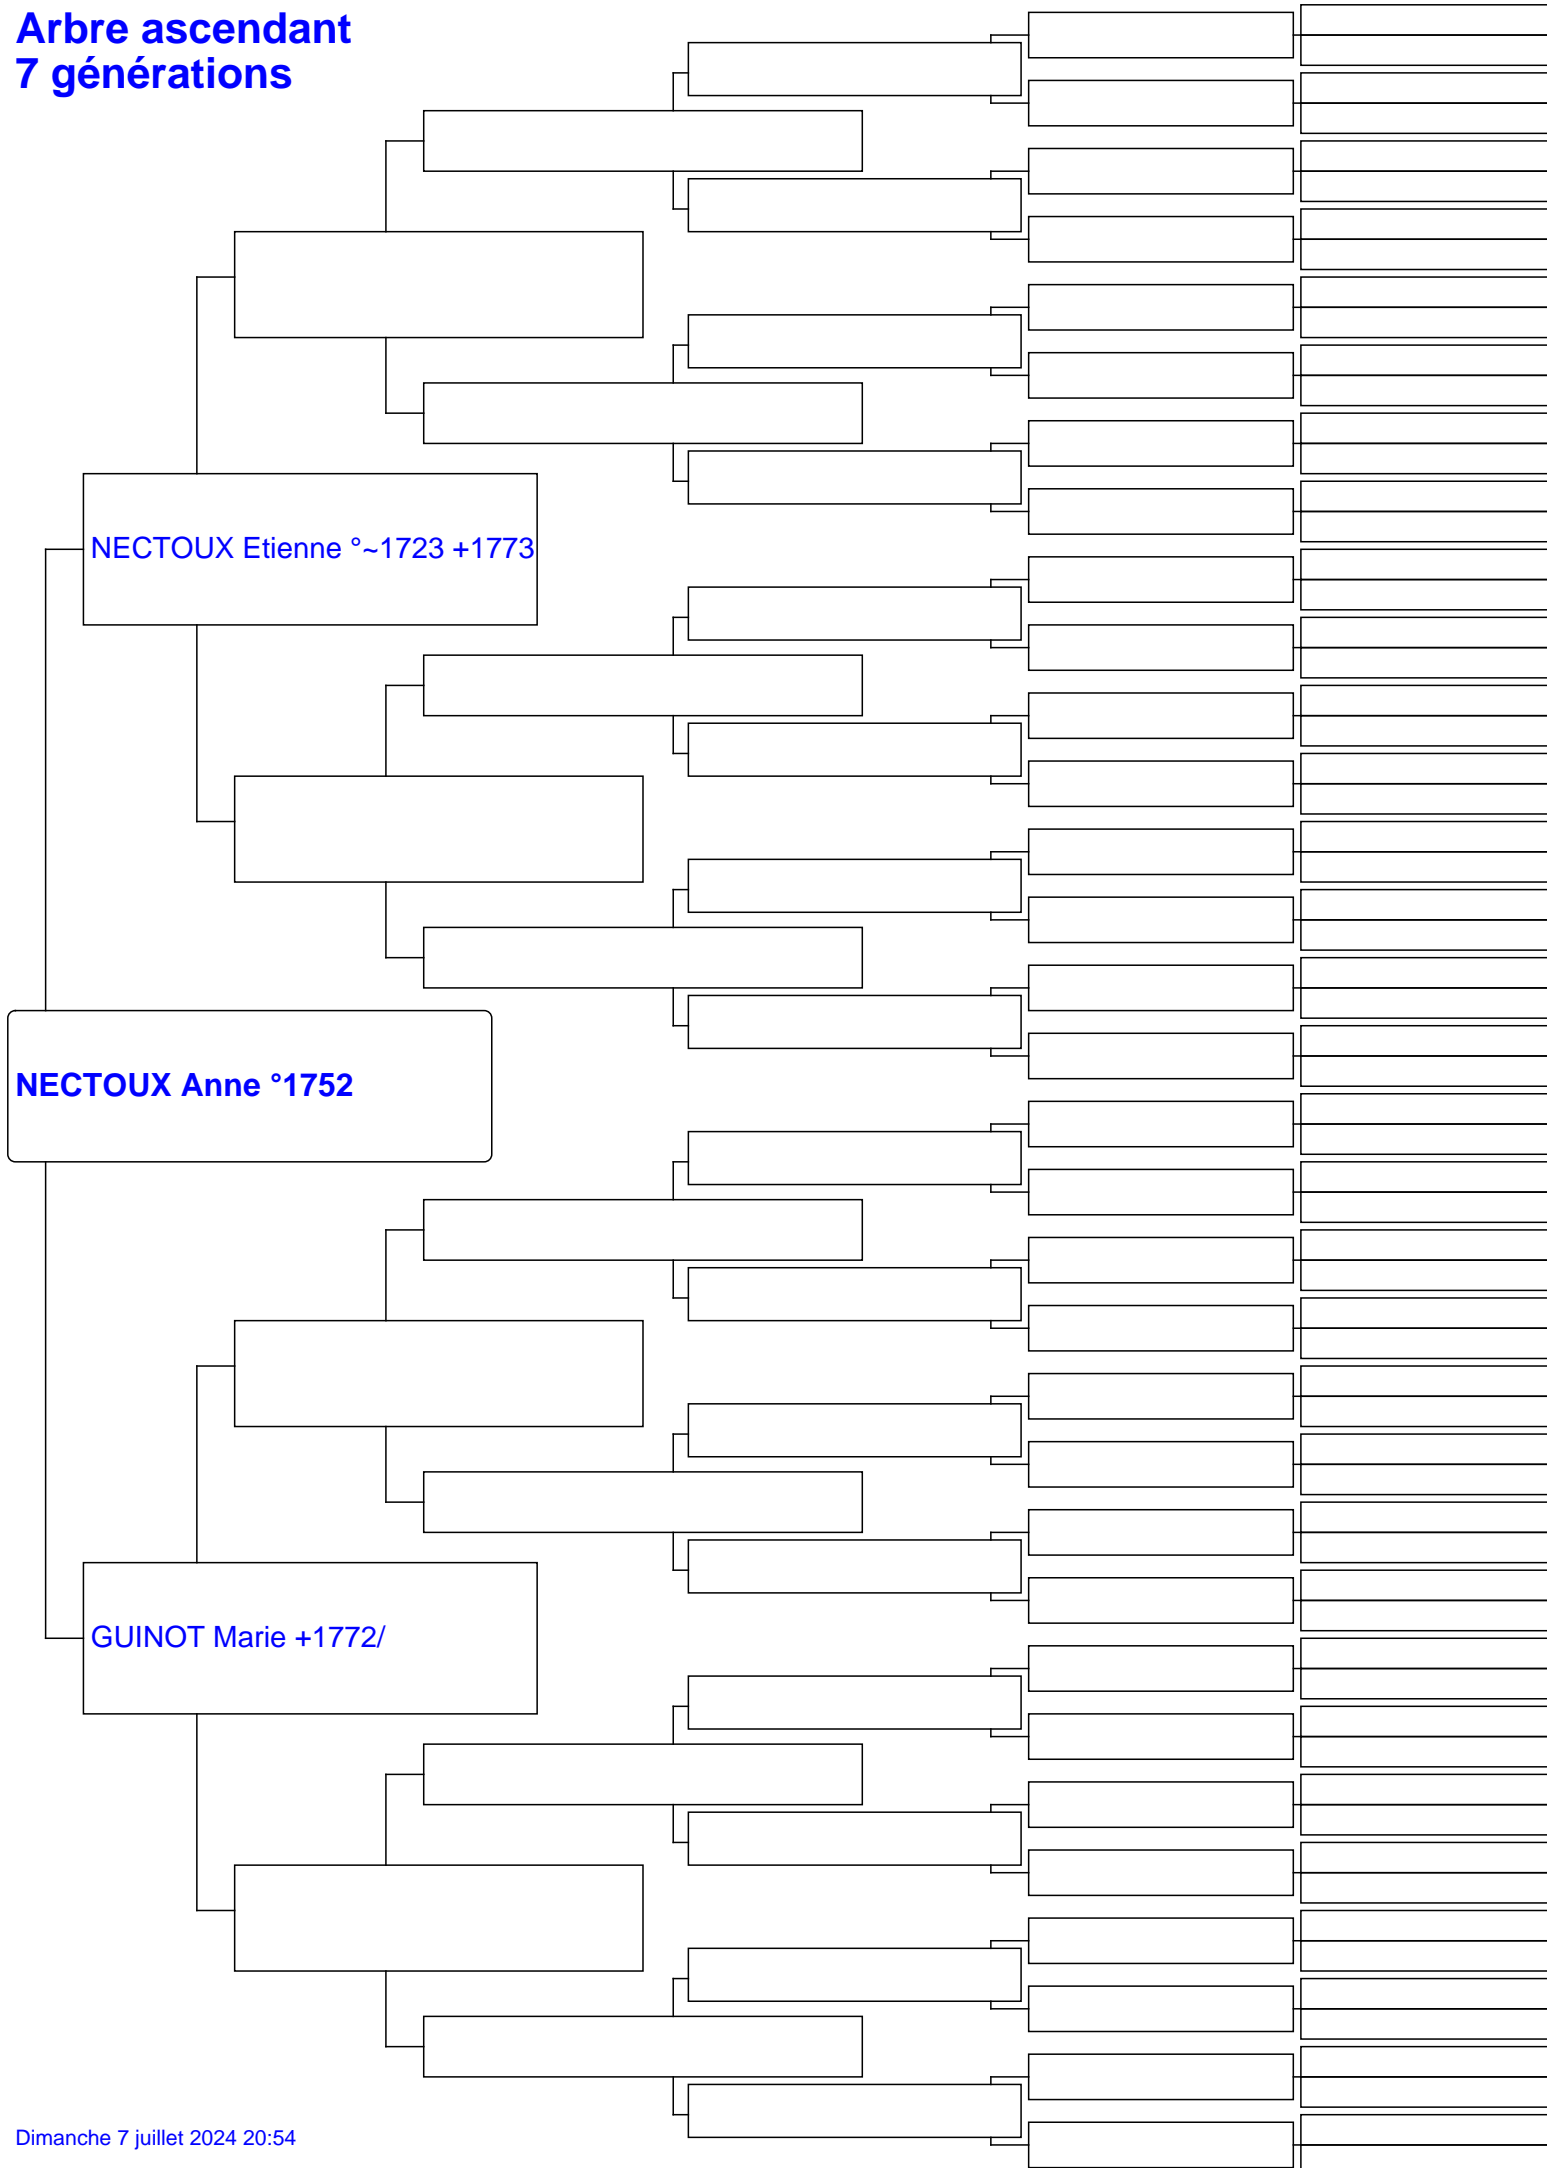 Arbre ascendant
7 générations
NECTOUX Etienne °~1723 +1773
NECTOUX Anne °1752
GUINOT Marie +1772/
Dimanche 7 juillet 2024 20:54